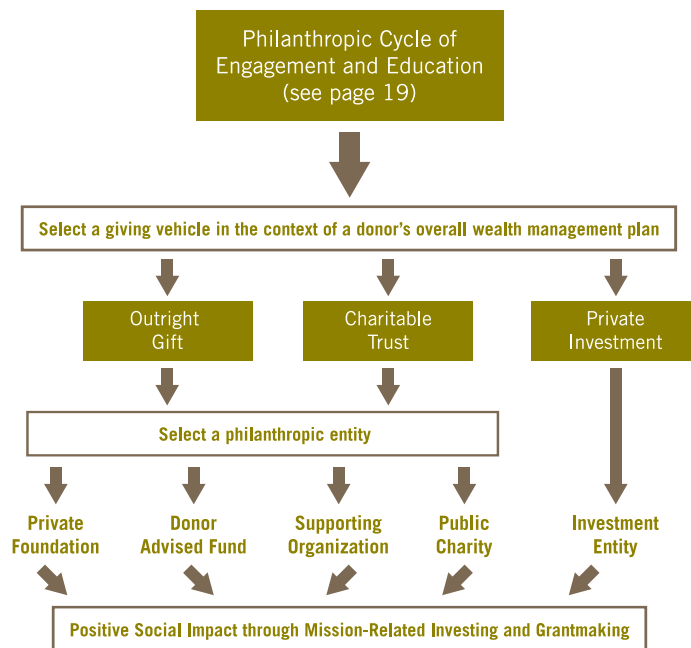 Philanthropic Cycle of
Engagement and Education
(see page 19)
Select a giving vehicle in the context of a donor’s overall wealth management plan
Outright
Gift
Charitable
Trust
Private
Investment
Select a philanthropic entity
Private
Foundation
Donor
Advised Fund
Supporting
Organization
Public
Charity
Investment
Entity
Positive Social Impact through Mission-Related Investing and Grantmaking